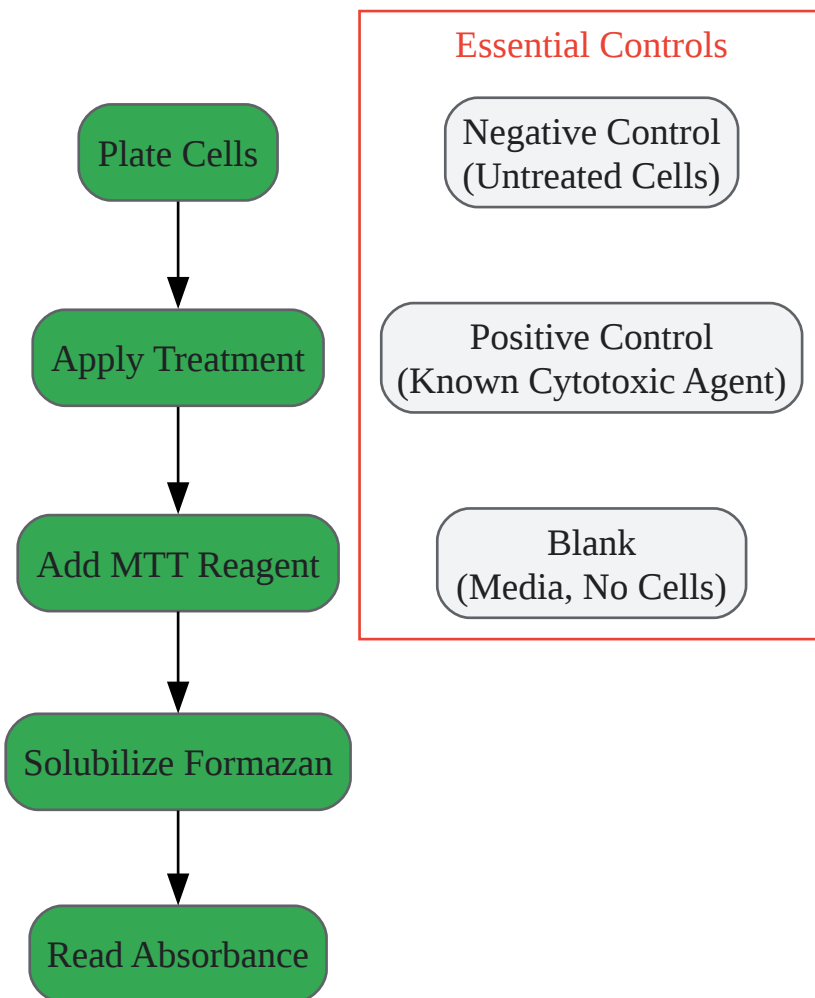 Plate Cells
Apply Treatment
Add MTT Reagent
Solubilize Formazan
Read Absorbance
Essential Controls
Negative Control
(Untreated Cells)
Positive Control
(Known Cytotoxic Agent)
Blank
(Media, No Cells)